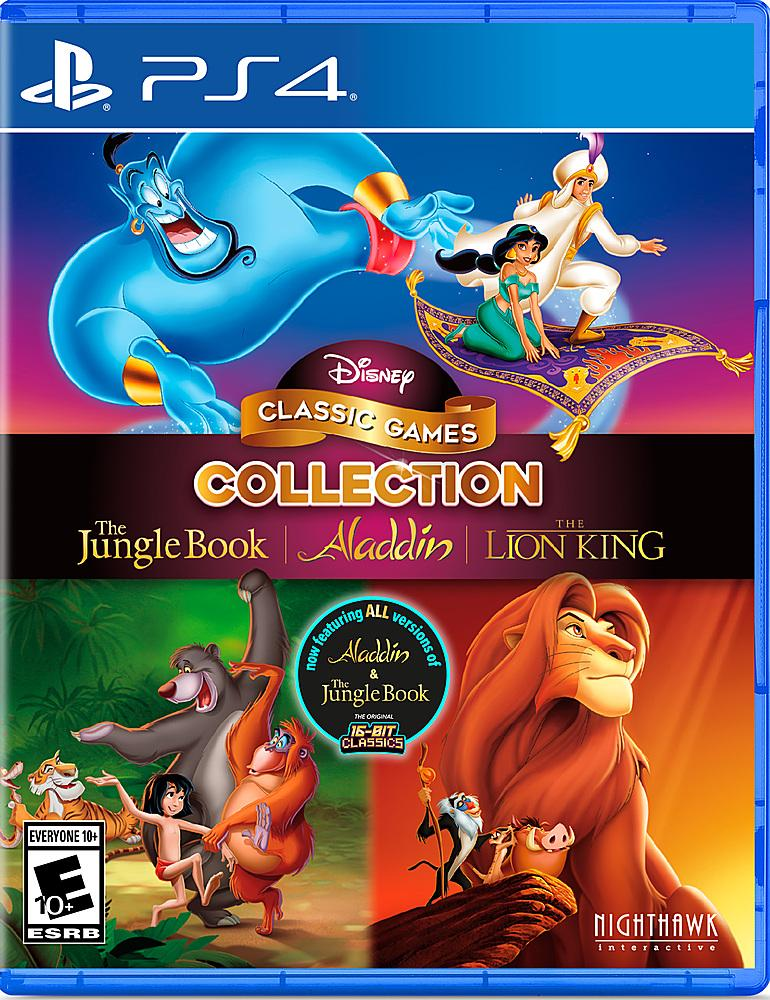 PS4®
Disney
CLASSIC GAMES
COLLECTION
The Jungle Book | Aladdin | THE LION KING
now featuring ALL versions of
Aladdin
&
The Jungle Book
THE ORIGINAL
16-BIT
CLASSICS
EVERYONE 10+
E
10+
ESRB
NIGHTHAWK
interactive